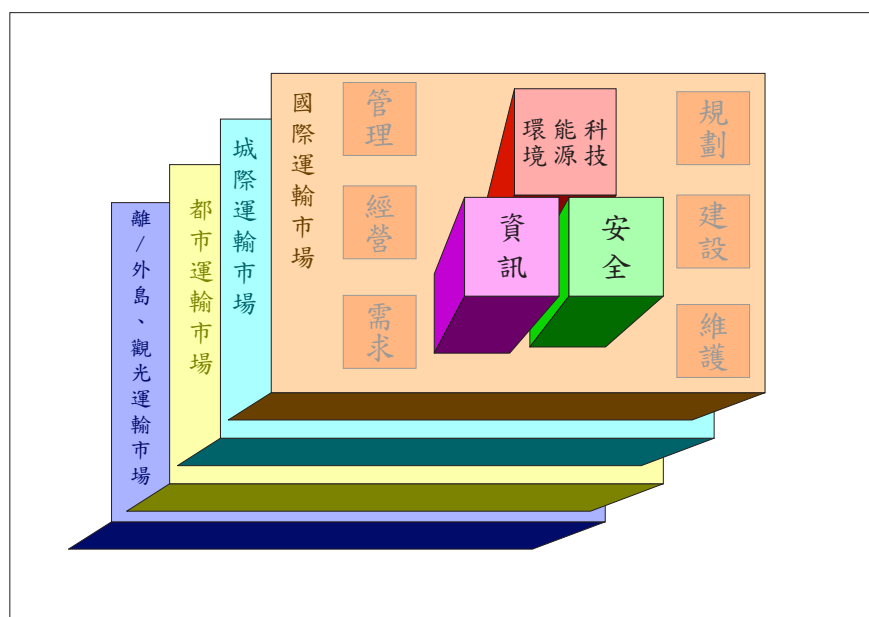 離/外島、觀光運輸市場
都市運輸市場
城際運輸市場
國際運輸市場
管理
經營
需求
環境
能源
科技
資訊
安全
規劃
建設
維護